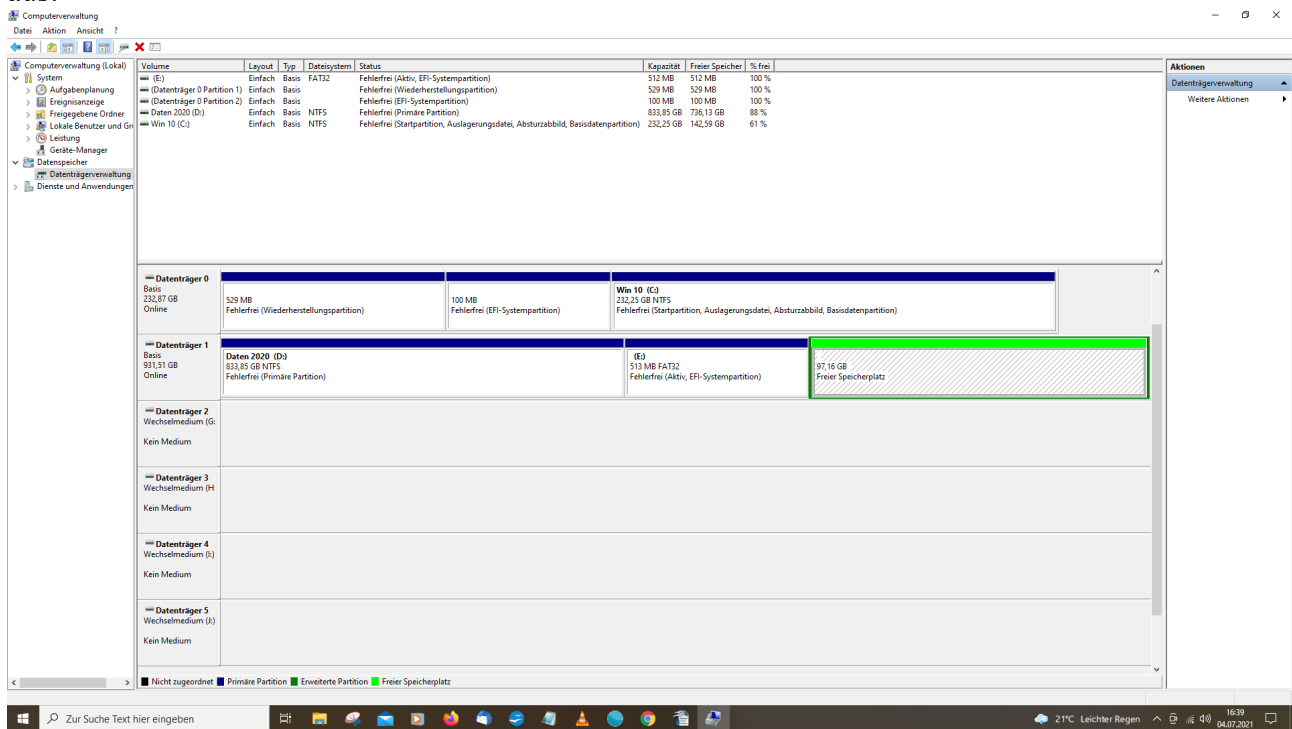 Computerverwaltung
Datei Aktion Ansicht ?
Computerverwaltung (Lokal)
System
Aufgabenplanung
Ereignisanzeige
Freigegebene Ordner
Lokale Benutzer und Gr
Leistung
Geräte-Manager
Datenspeicher
Datenträgerverwaltung
Dienste und Anwendungen
Volume Layout Typ Dateisystem Status Kapazität Freier Speicher % frei
(E:) Einfach Basis FAT32 Fehlerfrei (Aktiv, EFI-Systempartition) 512 MB 512 MB 100 %
(Datenträger 0 Partition 1) Einfach Basis Fehlerfrei (Wiederherstellungspartition) 529 MB 529 MB 100 %
(Datenträger 0 Partition 2) Einfach Basis Fehlerfrei (EFI-Systempartition) 100 MB 100 MB 100 %
Daten 2020 (D:) Einfach Basis NTFS Fehlerfrei (Primäre Partition) 833,85 GB 736,13 GB 88 %
Win 10 (C:) Einfach Basis NTFS Fehlerfrei (Startpartition, Auslagerungsdatei, Absturzabbild, Basisdatenpartition) 232,25 GB 142,59 GB 61 %
Aktionen
Datenträgerverwaltung
Weitere Aktionen
Datenträger 0
Basis
232,87 GB
Online
529 MB
Fehlerfrei (Wiederherstellungspartition)
100 MB
Fehlerfrei (EFI-Systempartition)
Win 10 (C:)
232,25 GB NTFS
Fehlerfrei (Startpartition, Auslagerungsdatei, Absturzabbild, Basisdatenpartition)
Datenträger 1
Basis
931,51 GB
Online
Daten 2020 (D:)
833,85 GB NTFS
Fehlerfrei (Primäre Partition)
(E:)
513 MB FAT32
Fehlerfrei (Aktiv, EFI-Systempartition)
97,16 GB
Freier Speicherplatz
Datenträger 2
Wechselmedium (G:
Kein Medium
Datenträger 3
Wechselmedium (H
Kein Medium
Datenträger 4
Wechselmedium (I:)
Kein Medium
Datenträger 5
Wechselmedium (J:)
Kein Medium
Nicht zugeordnet Primäre Partition Erweiterte Partition Freier Speicherplatz
Zur Suche Text hier eingeben
21°C Leichter Regen
16:39
04.07.2021